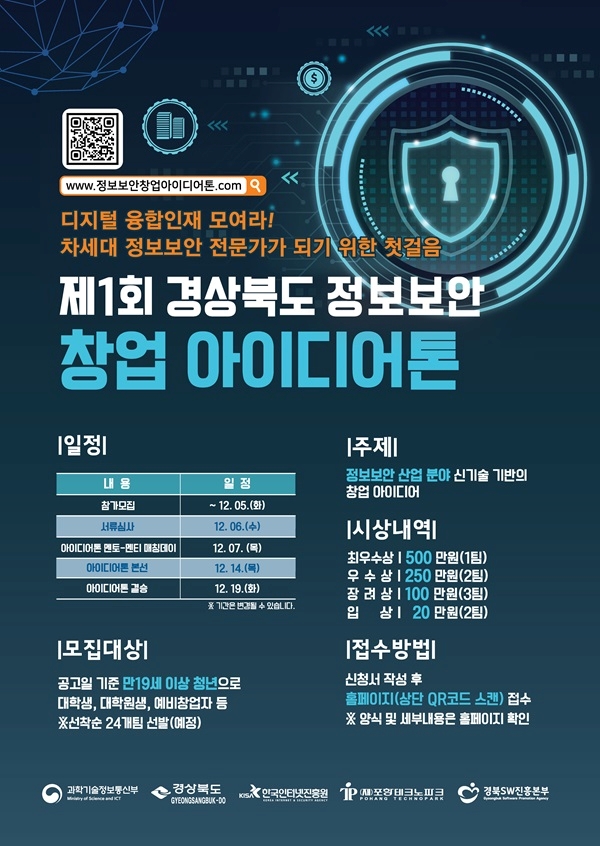 www.정보보안창업아이디어톤.com
디지털 융합인재 모여라!
차세대 정보보안 전문가가 되기 위한 첫걸음
제1회 경상북도 정보보안
창업 아이디어톤
|일정|
내 용 일 정
참가모집 ~ 12. 05.(화)
서류심사 12. 06.(수)
아이디어톤 멘토-멘티 매칭데이 12. 07. (목)
아이디어톤 본선 12. 14.(목)
아이디어톤 결승 12. 19.(화)
※ 기간은 변경될 수 있습니다.
|주제|
정보보안 산업 분야 신기술 기반의
창업 아이디어
|시상내역|
최우수상 | 500 만원(1팀)
우 수 상 | 250 만원(2팀)
장 려 상 | 100 만원(3팀)
입 상 | 20 만원(2팀)
|모집대상|
공고일 기준 만19세 이상 청년으로
대학생, 대학원생, 예비창업자 등
※선착순 24개팀 선발(예정)
|접수방법|
신청서 작성 후
홈페이지(상단 QR코드 스캔) 접수
※ 양식 및 세부내용은 홈페이지 확인
과학기술정보통신부
Ministry of Science and ICT
경상북도
GYEONGSANGBUK-DO
KISA 한국인터넷진흥원
KOREA INTERNET & SECURITY AGENCY
(재)포항테크노파크
POHANG TECHNOPARK
경북SW진흥본부
Gyeongbuk Software Promotion Agency